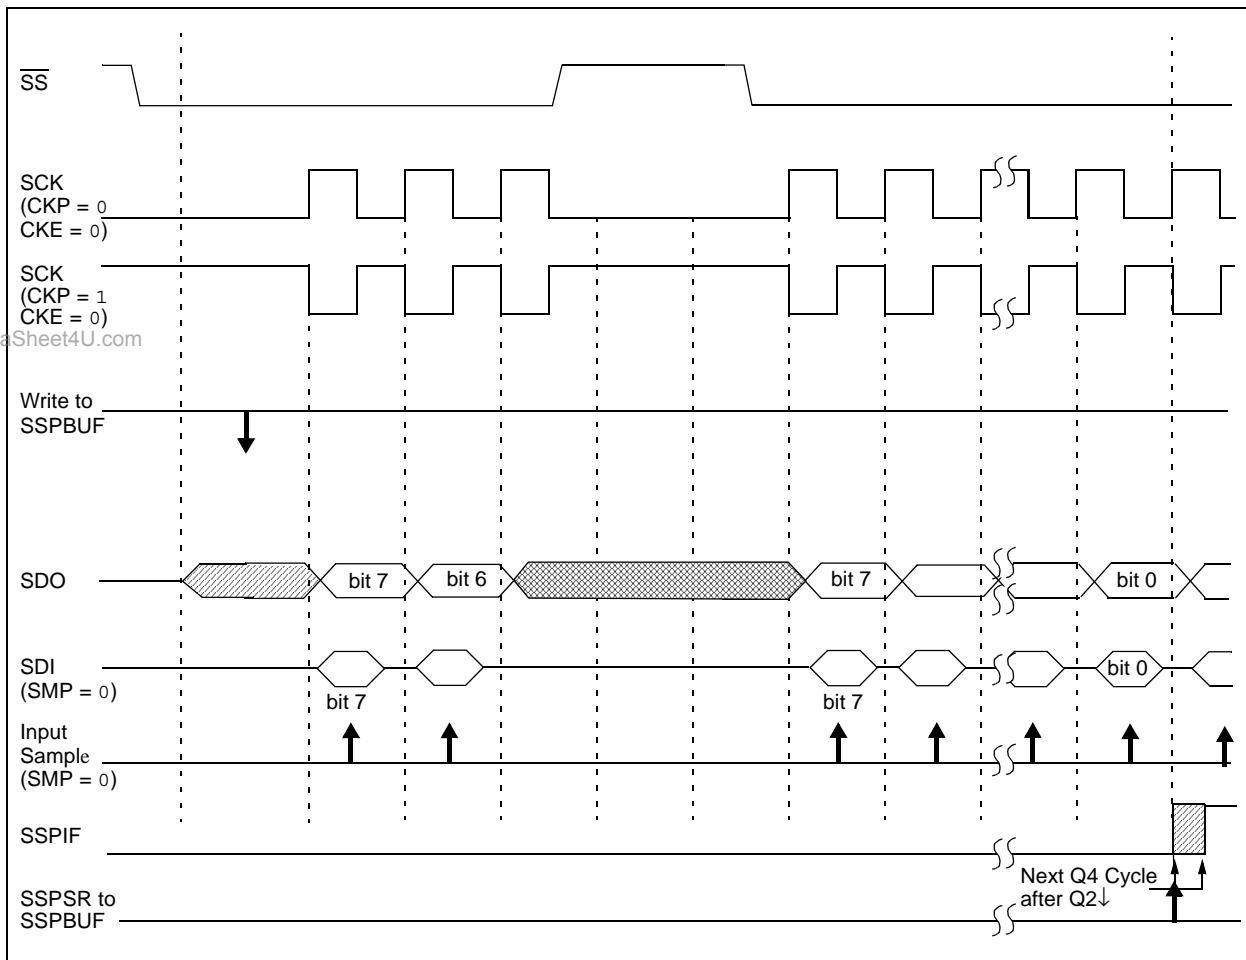 SS
SCK
(CKP = 0
CKE = 0)
SCK
(CKP = 1
CKE = 0)
aSheet4U.com
Write to
SSPBUF
SDO
bit 7
bit 6
bit 7
bit 0
SDI
(SMP = 0)
bit 7
bit 7
bit 0
Input
Sample
(SMP = 0)
SSPIF
Next Q4 Cycle
after Q2↓
SSPSR to
SSPBUF